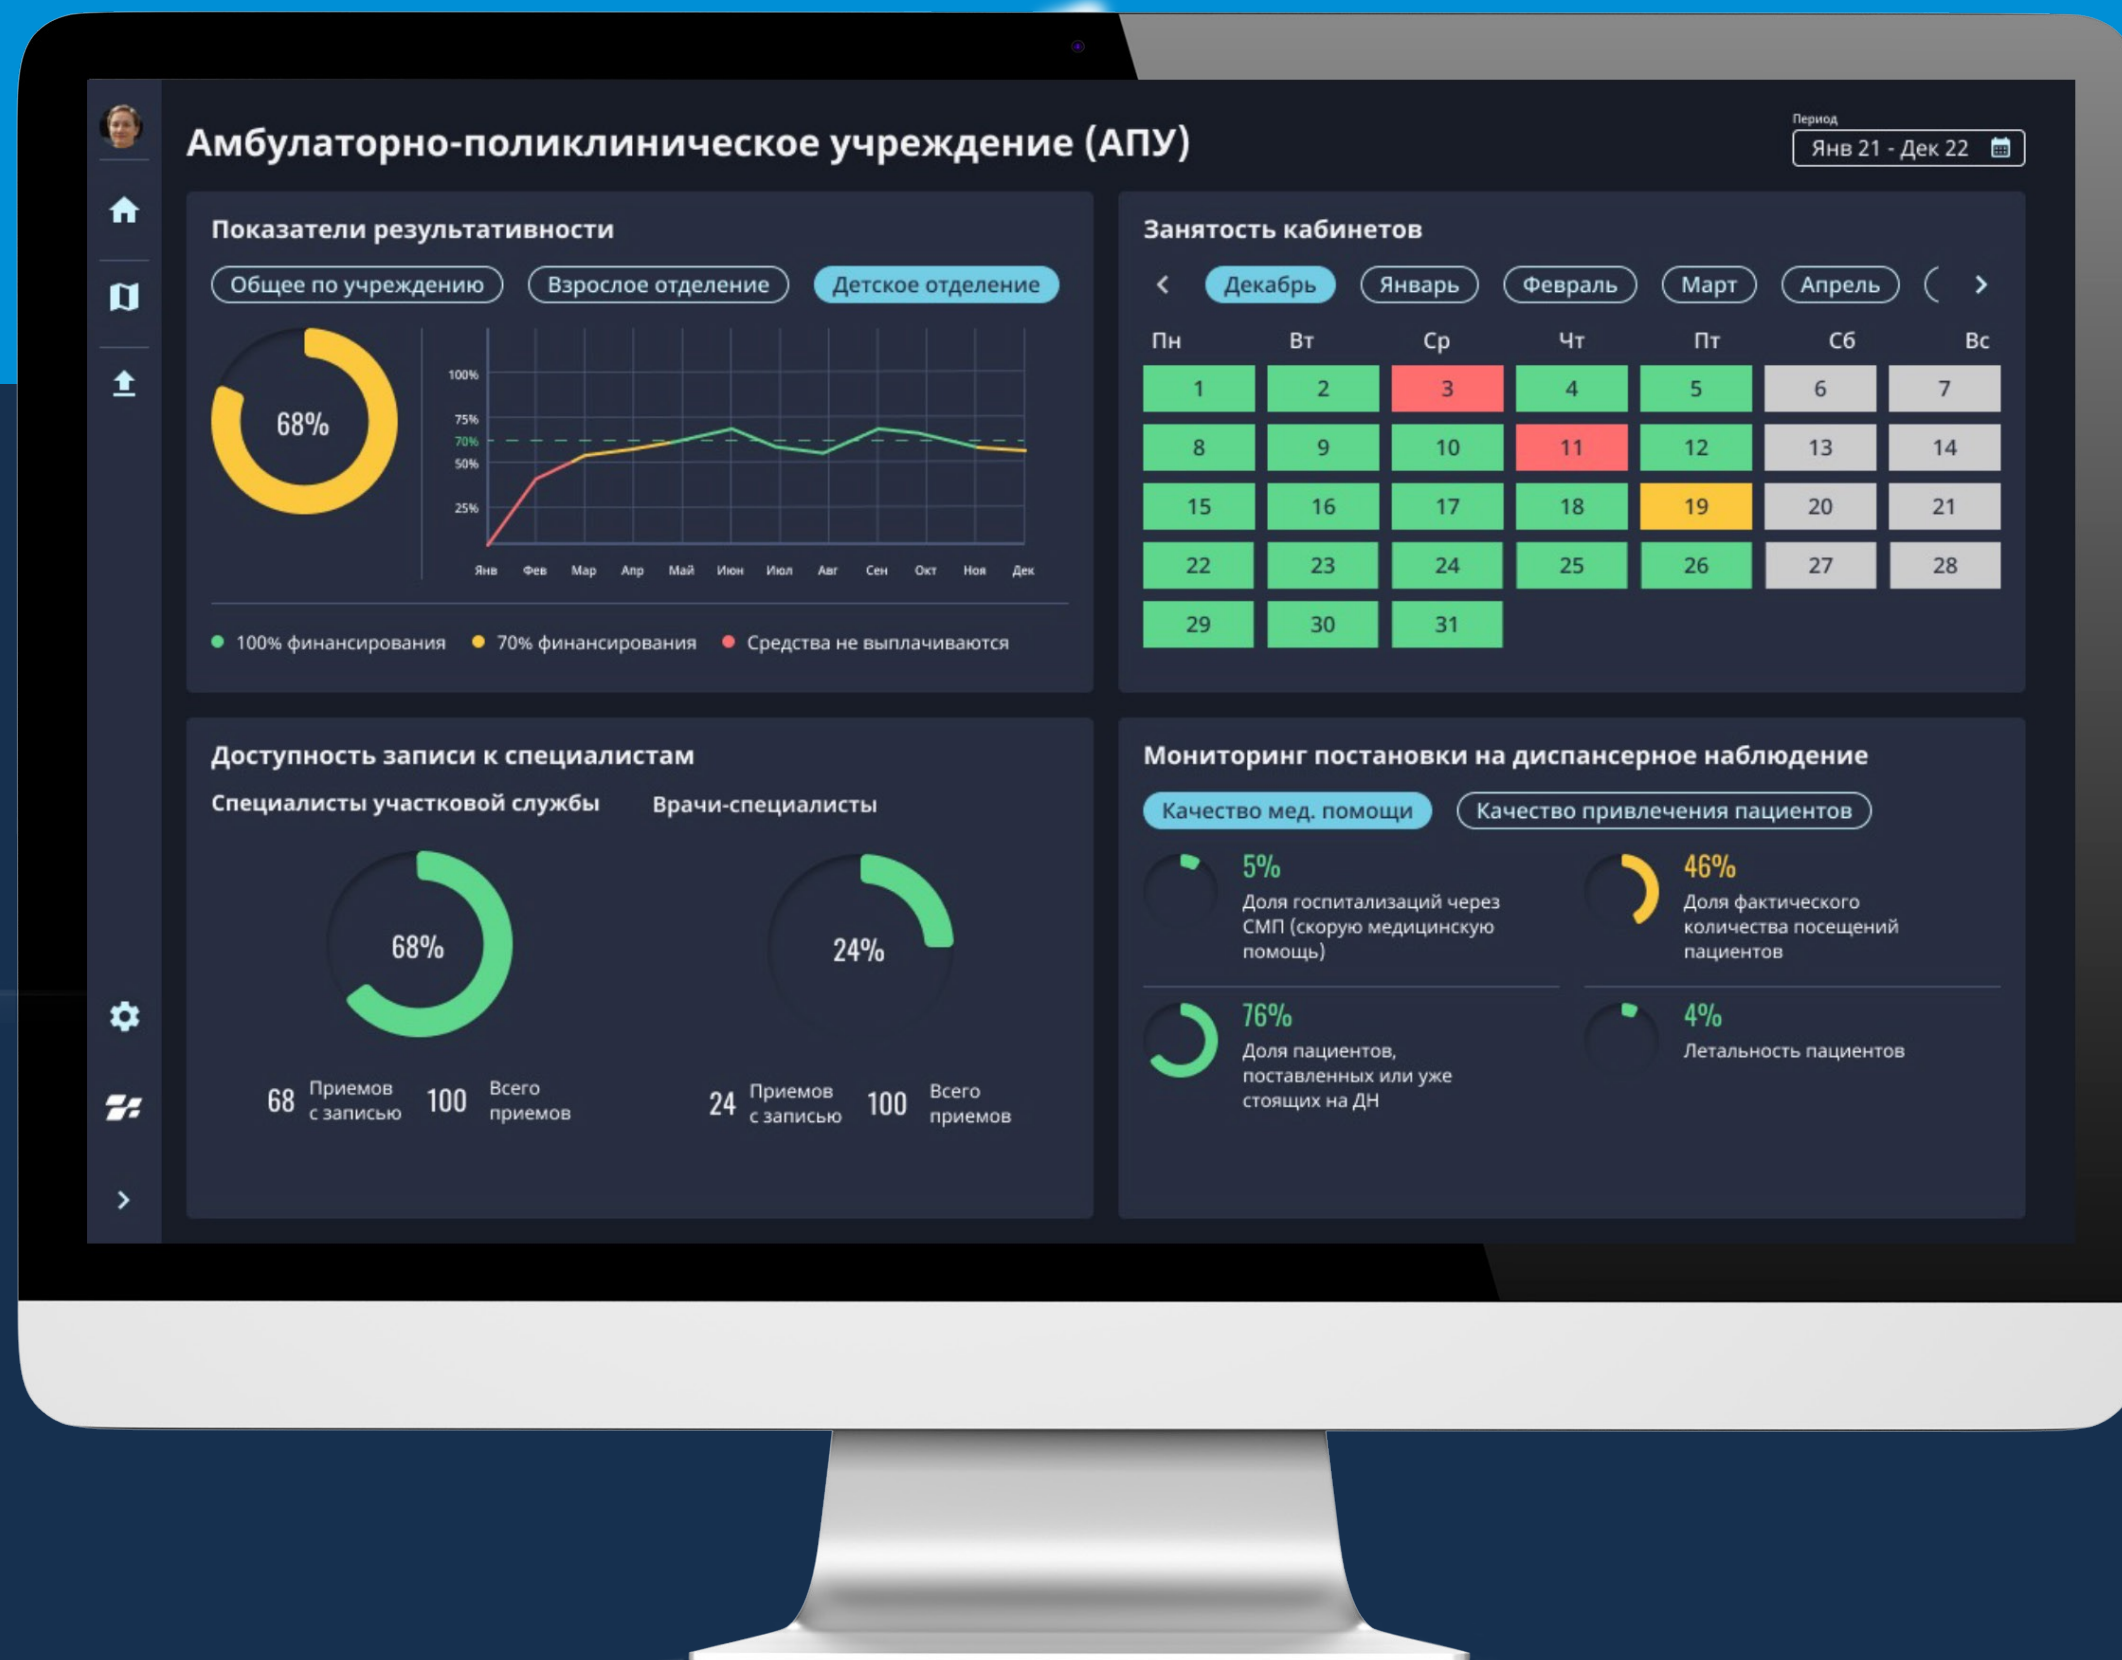 Амбулаторно-поликлиническое учреждение (АПУ)
Период
Янв 21 - Дек 22
Показатели результативности
Общее по учреждению Взрослое отделение Детское отделение
68%
100%
75%
70%
50%
25%
Янв Фев Мар Апр Май Июн Июл Авг Сен Окт Ноя Дек
100% финансирования 70% финансирования Средства не выплачиваются
Занятость кабинетов
Декабрь Январь Февраль Март Апрель
Пн Вт Ср Чт Пт Сб Вс
1 2 3 4 5 6 7
8 9 10 11 12 13 14
15 16 17 18 19 20 21
22 23 24 25 26 27 28
29 30 31
Доступность записи к специалистам
Специалисты участковой службы
68%
68 Приемов с записью 100 Всего приемов
Врачи-специалисты
24%
24 Приемов с записью 100 Всего приемов
Мониторинг постановки на диспансерное наблюдение
Качество мед. помощи Качество привлечения пациентов
5%
Доля госпитализаций через
СМП (скорую медицинскую
помощь)
46%
Доля фактического
количества посещений
пациентов
76%
Доля пациентов,
поставленных или уже
стоящих на ДН
4%
Летальность пациентов